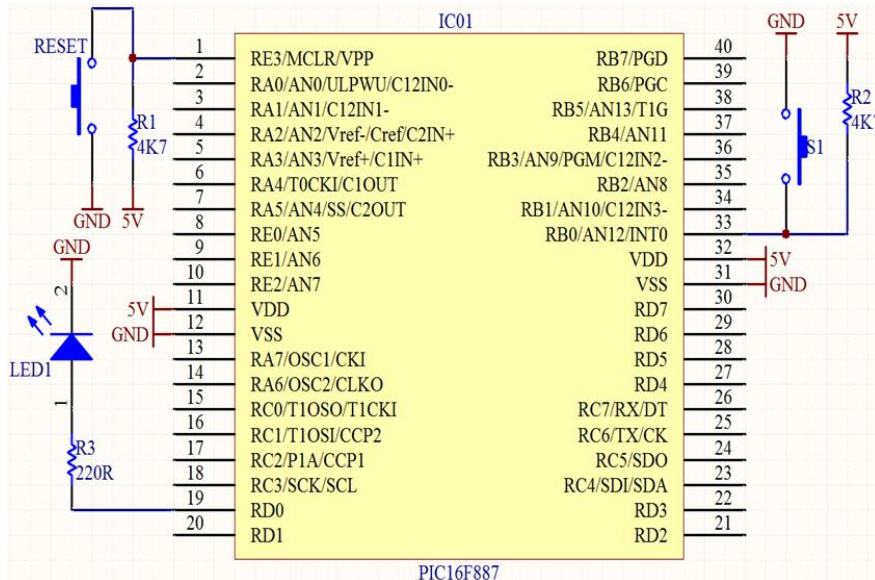 IC01
RESET
R1
4K7
GND
5V
GND
2
LED1
1
R3
220R
5V
GND
1 RE3/MCLR/VPP
2 RA0/AN0/ULPWU/C12IN0-
3 RA1/AN1/C12IN1-
4 RA2/AN2/Vref-/Cref/C2IN+
5 RA3/AN3/Vref+/C1IN+
6 RA4/T0CKI/C1OUT
7 RA5/AN4/SS/C2OUT
8 RE0/AN5
9 RE1/AN6
10 RE2/AN7
11 VDD
12 VSS
13 RA7/OSC1/CKI
14 RA6/OSC2/CLKO
15 RC0/T1OSO/T1CKI
16 RC1/T1OSI/CCP2
17 RC2/P1A/CCP1
18 RC3/SCK/SCL
19 RD0
20 RD1
RB7/PGD 40
RB6/PGC 39
RB5/AN13/T1G 38
RB4/AN11 37
RB3/AN9/PGM/C12IN2- 36
RB2/AN8 35
RB1/AN10/C12IN3- 34
RB0/AN12/INT0 33
VDD 32
VSS 31
RD7 30
RD6 29
RD5 28
RD4 27
RC7/RX/DT 26
RC6/TX/CK 25
RC5/SDO 24
RC4/SDI/SDA 23
RD3 22
RD2 21
GND
5V
R2
4K7
S1
5V
GND
PIC16F887